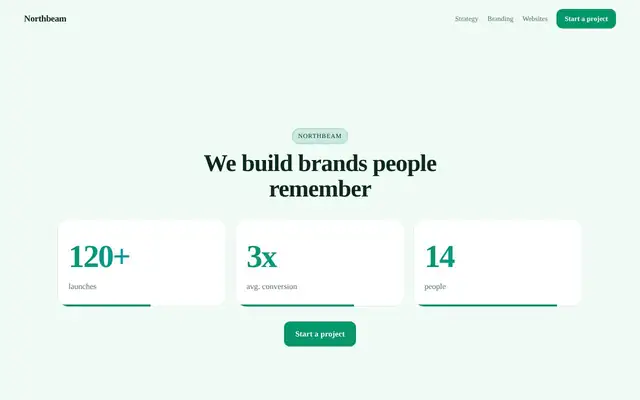 Northbeam
Strategy Branding Websites Start a project
NORTHBEAM
We build brands people
remember
120+ 3x 14
launches avg. conversion people
Start a project